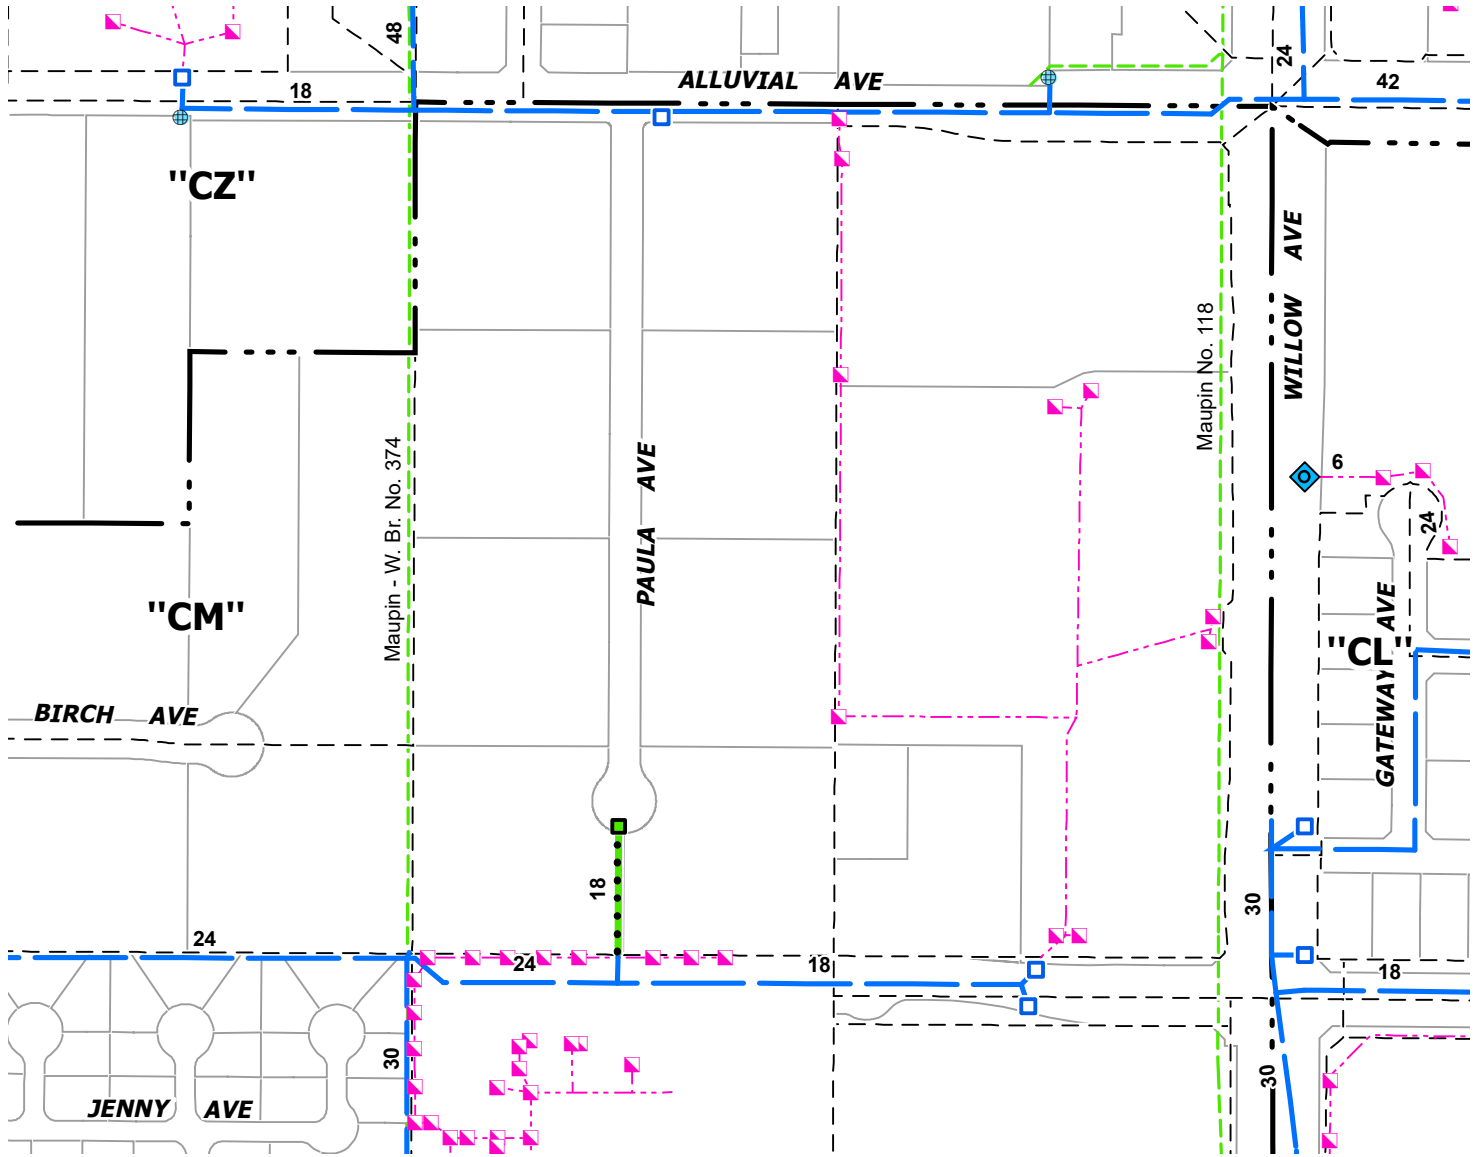 48
24
18
ALLUVIAL AVE
42
"CZ"
WILLOW AVE
Maupin No. 118
Maupin - W. Br. No. 374
PAULA AVE
6
24
"CM"
GATEWAY AVE
"CL"
BIRCH AVE
18
30
24
24
18
18
30
30
JENNY AVE